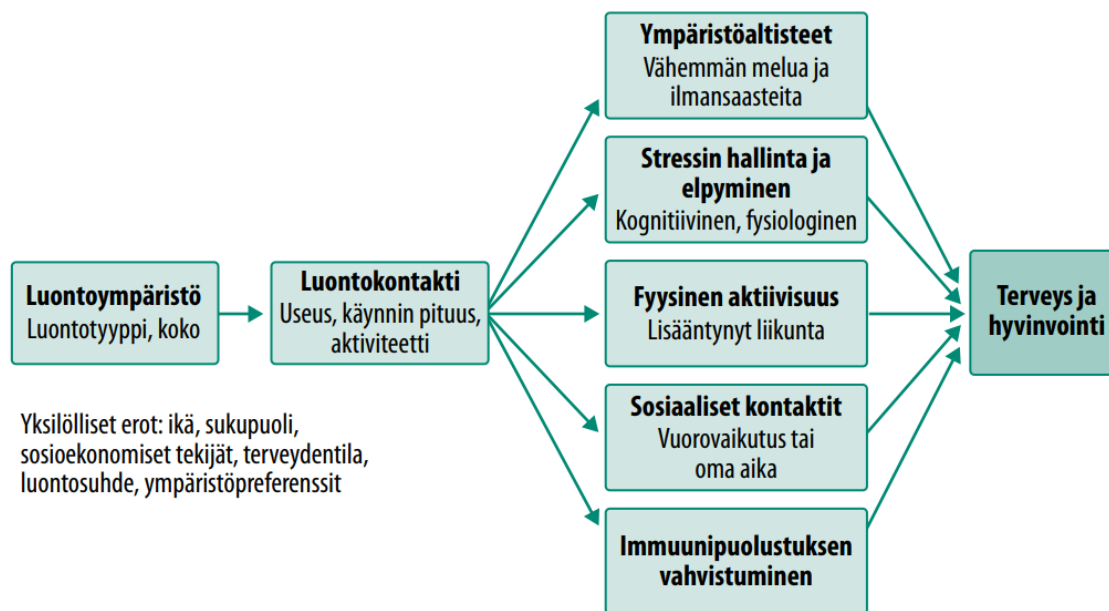 Luontoympäristö
Luontotyyppi, koko
Luontokontakti
Useus, käynnin pituus,
aktiviteetti
Ympäristöaltisteet
Vähemmän melua ja
ilmansaasteita
Stressin hallinta ja
elpyminen
Kognitiivinen, fysiologinen
Fyysinen aktiivisuus
Lisääntynyt liikunta
Sosiaaliset kontaktit
Vuorovaikutus tai
oma aika
Immuunipuolustuksen
vahvistuminen
Terveys ja
hyvinvointi
Yksilölliset erot: ikä, sukupuoli,
sosioekonomiset tekijät, terveydentila,
luontosuhde, ympäristöpreferenssit